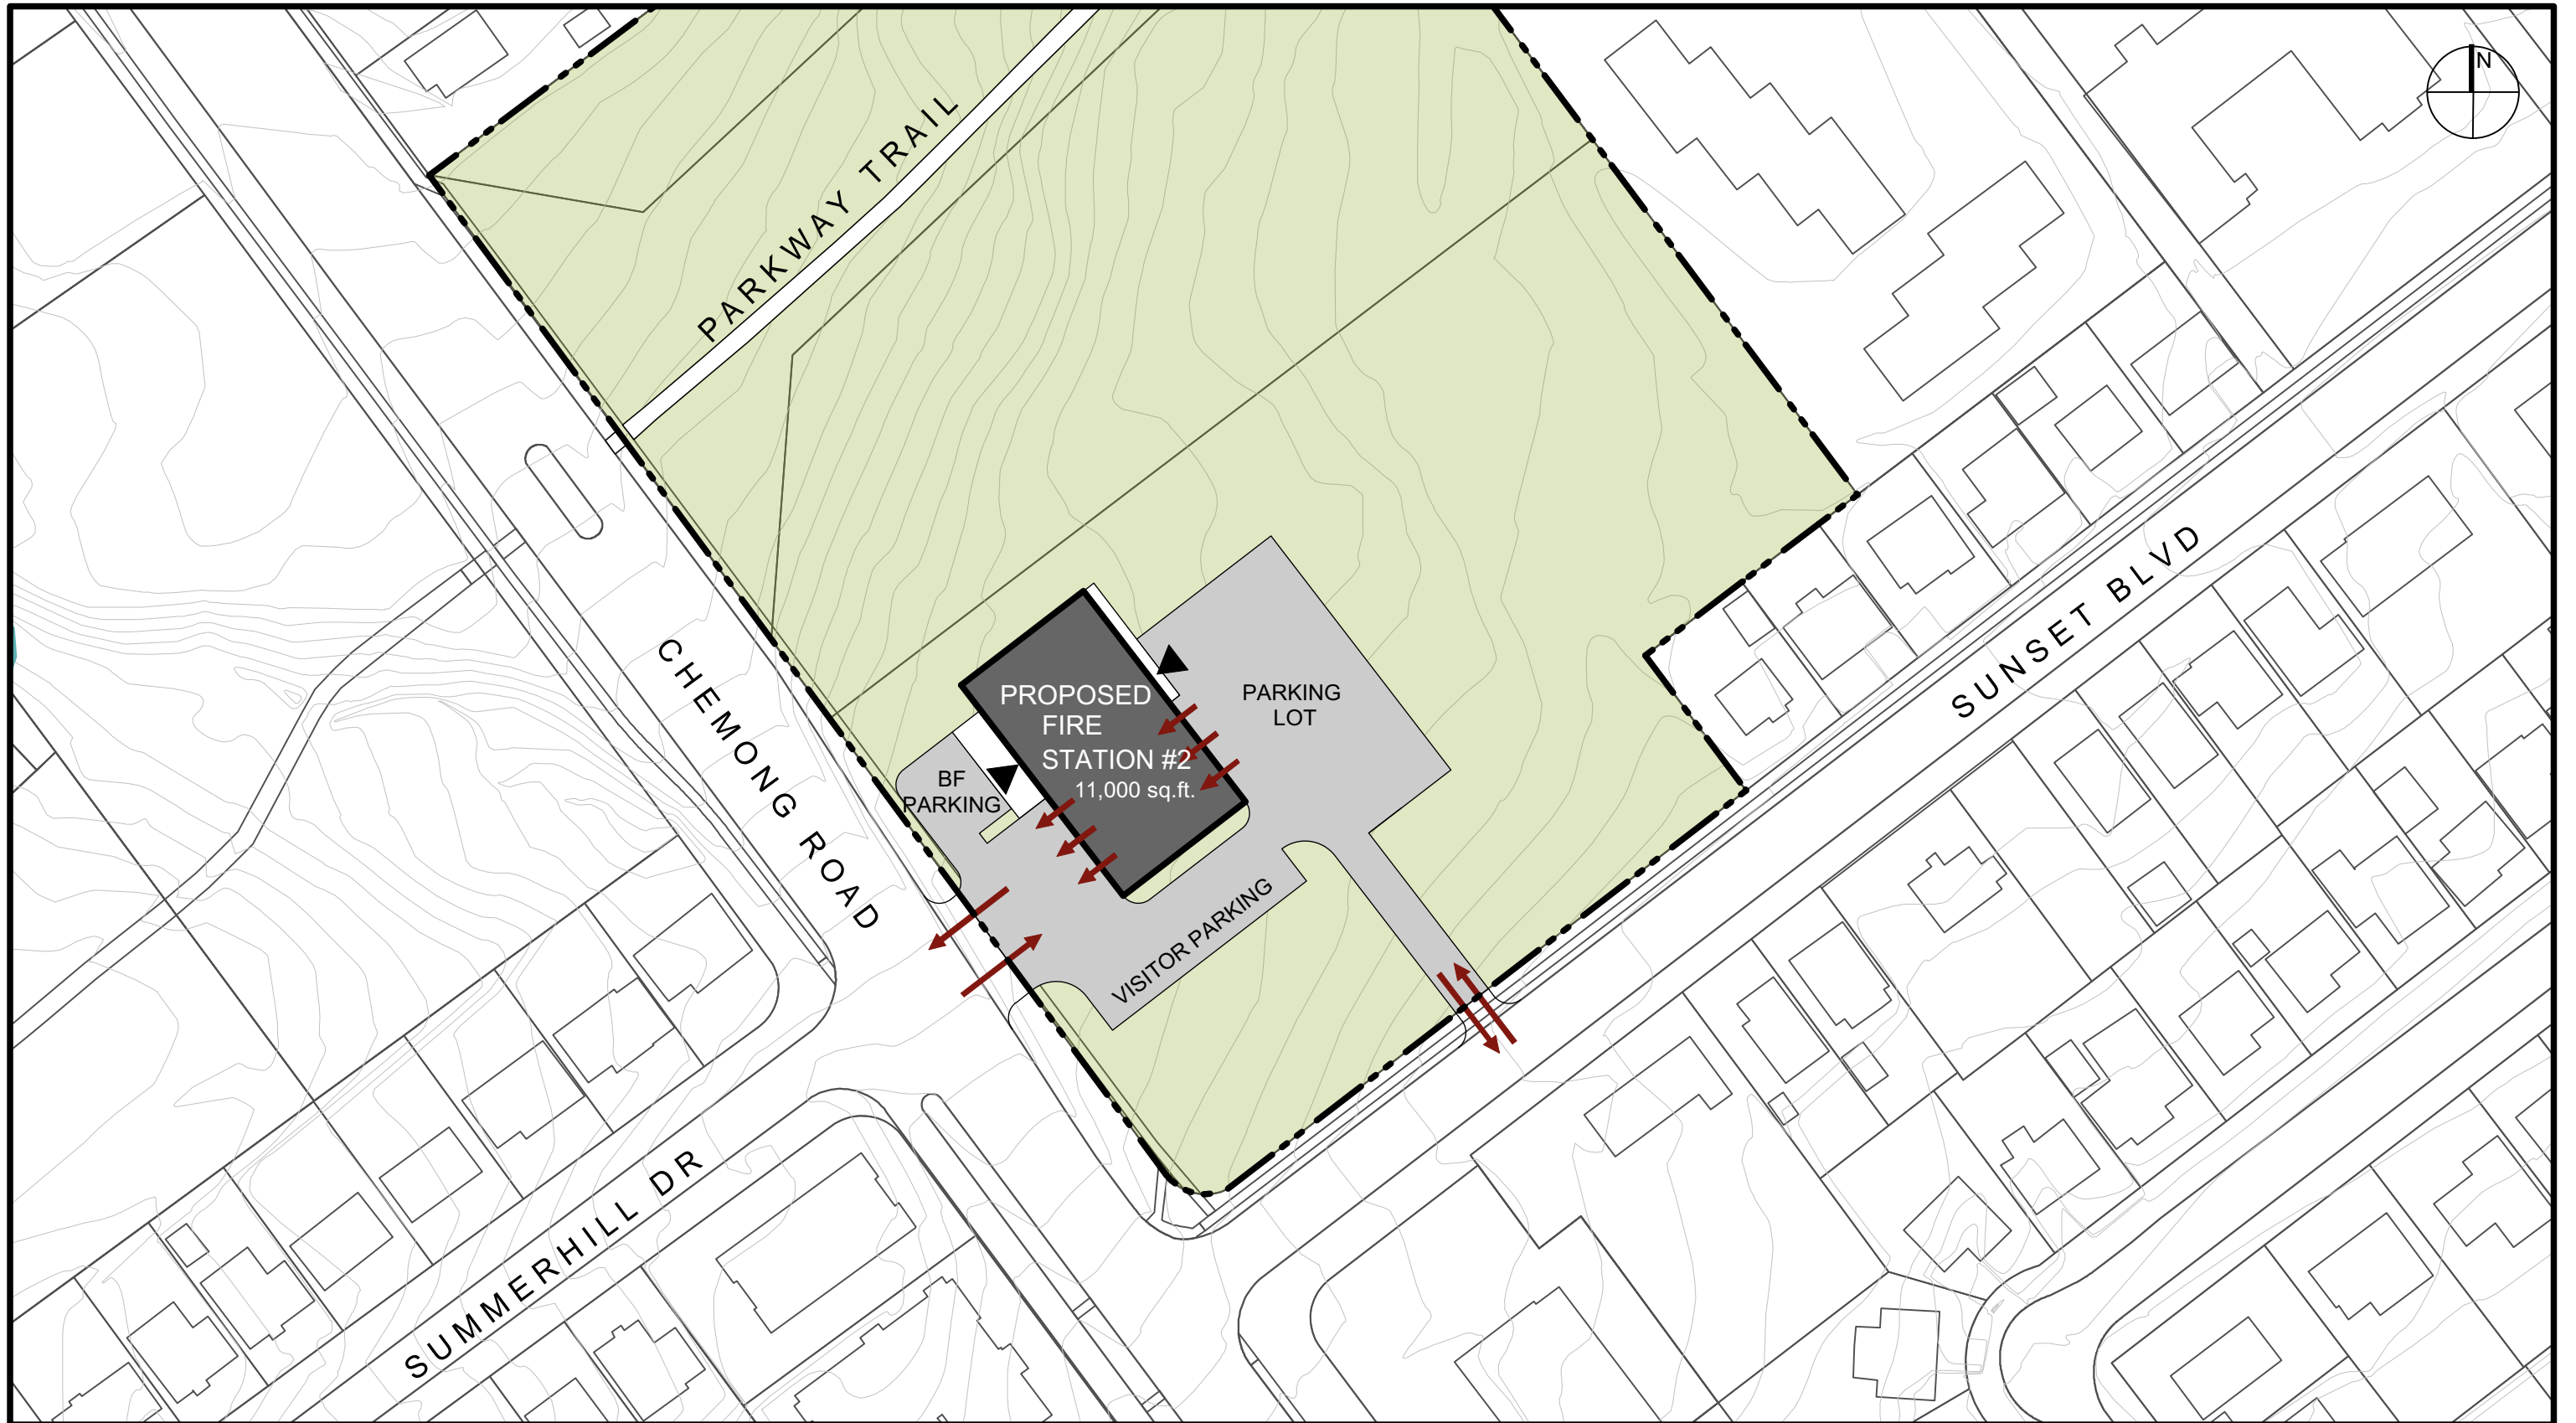 N
PARKWAY TRAIL
CHEMONG ROAD
SUNSET BLVD
PROPOSED
FIRE
STATION #2
11,000 sq.ft.
PARKING
LOT
BF
PARKING
VISITOR PARKING
SUMMERHILL DR